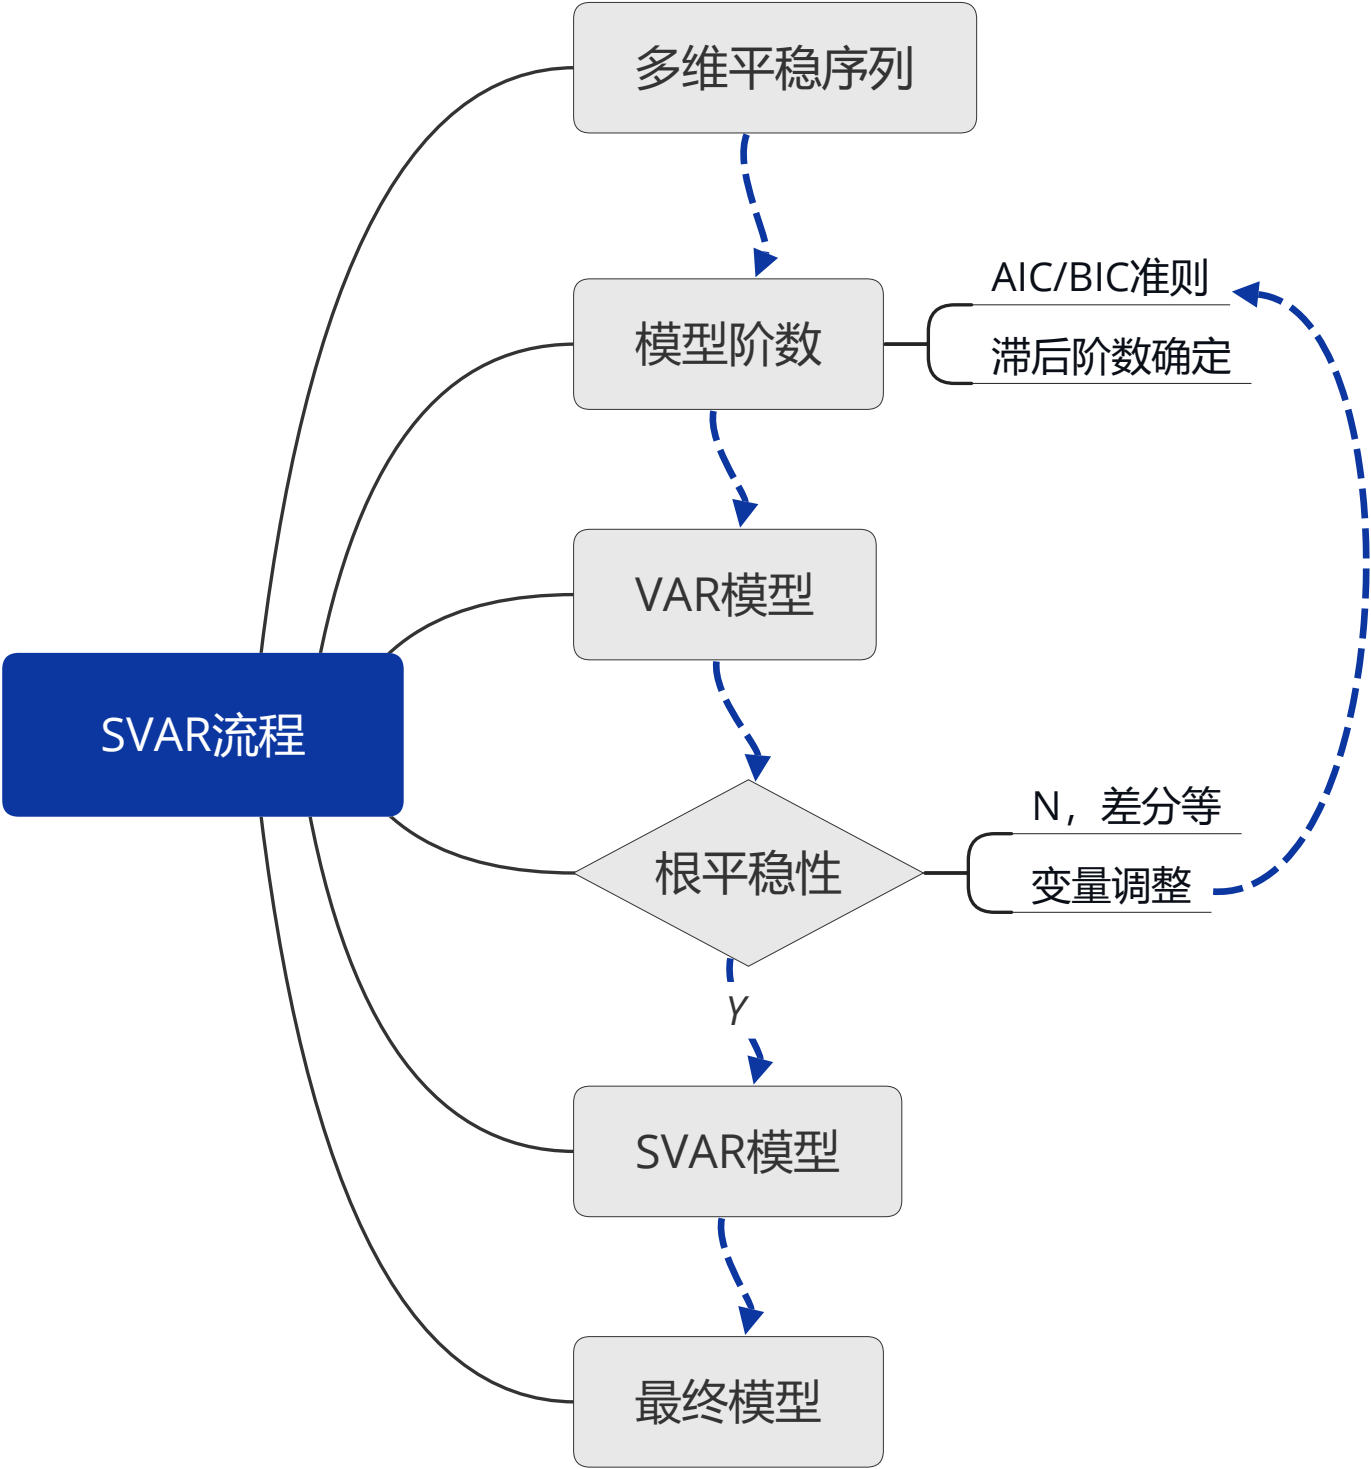 多维平稳序列
AIC/BIC准则
模型阶数
滞后阶数确定
VAR模型
SVAR流程
N，差分等
根平稳性
变量调整
Y
SVAR模型
最终模型